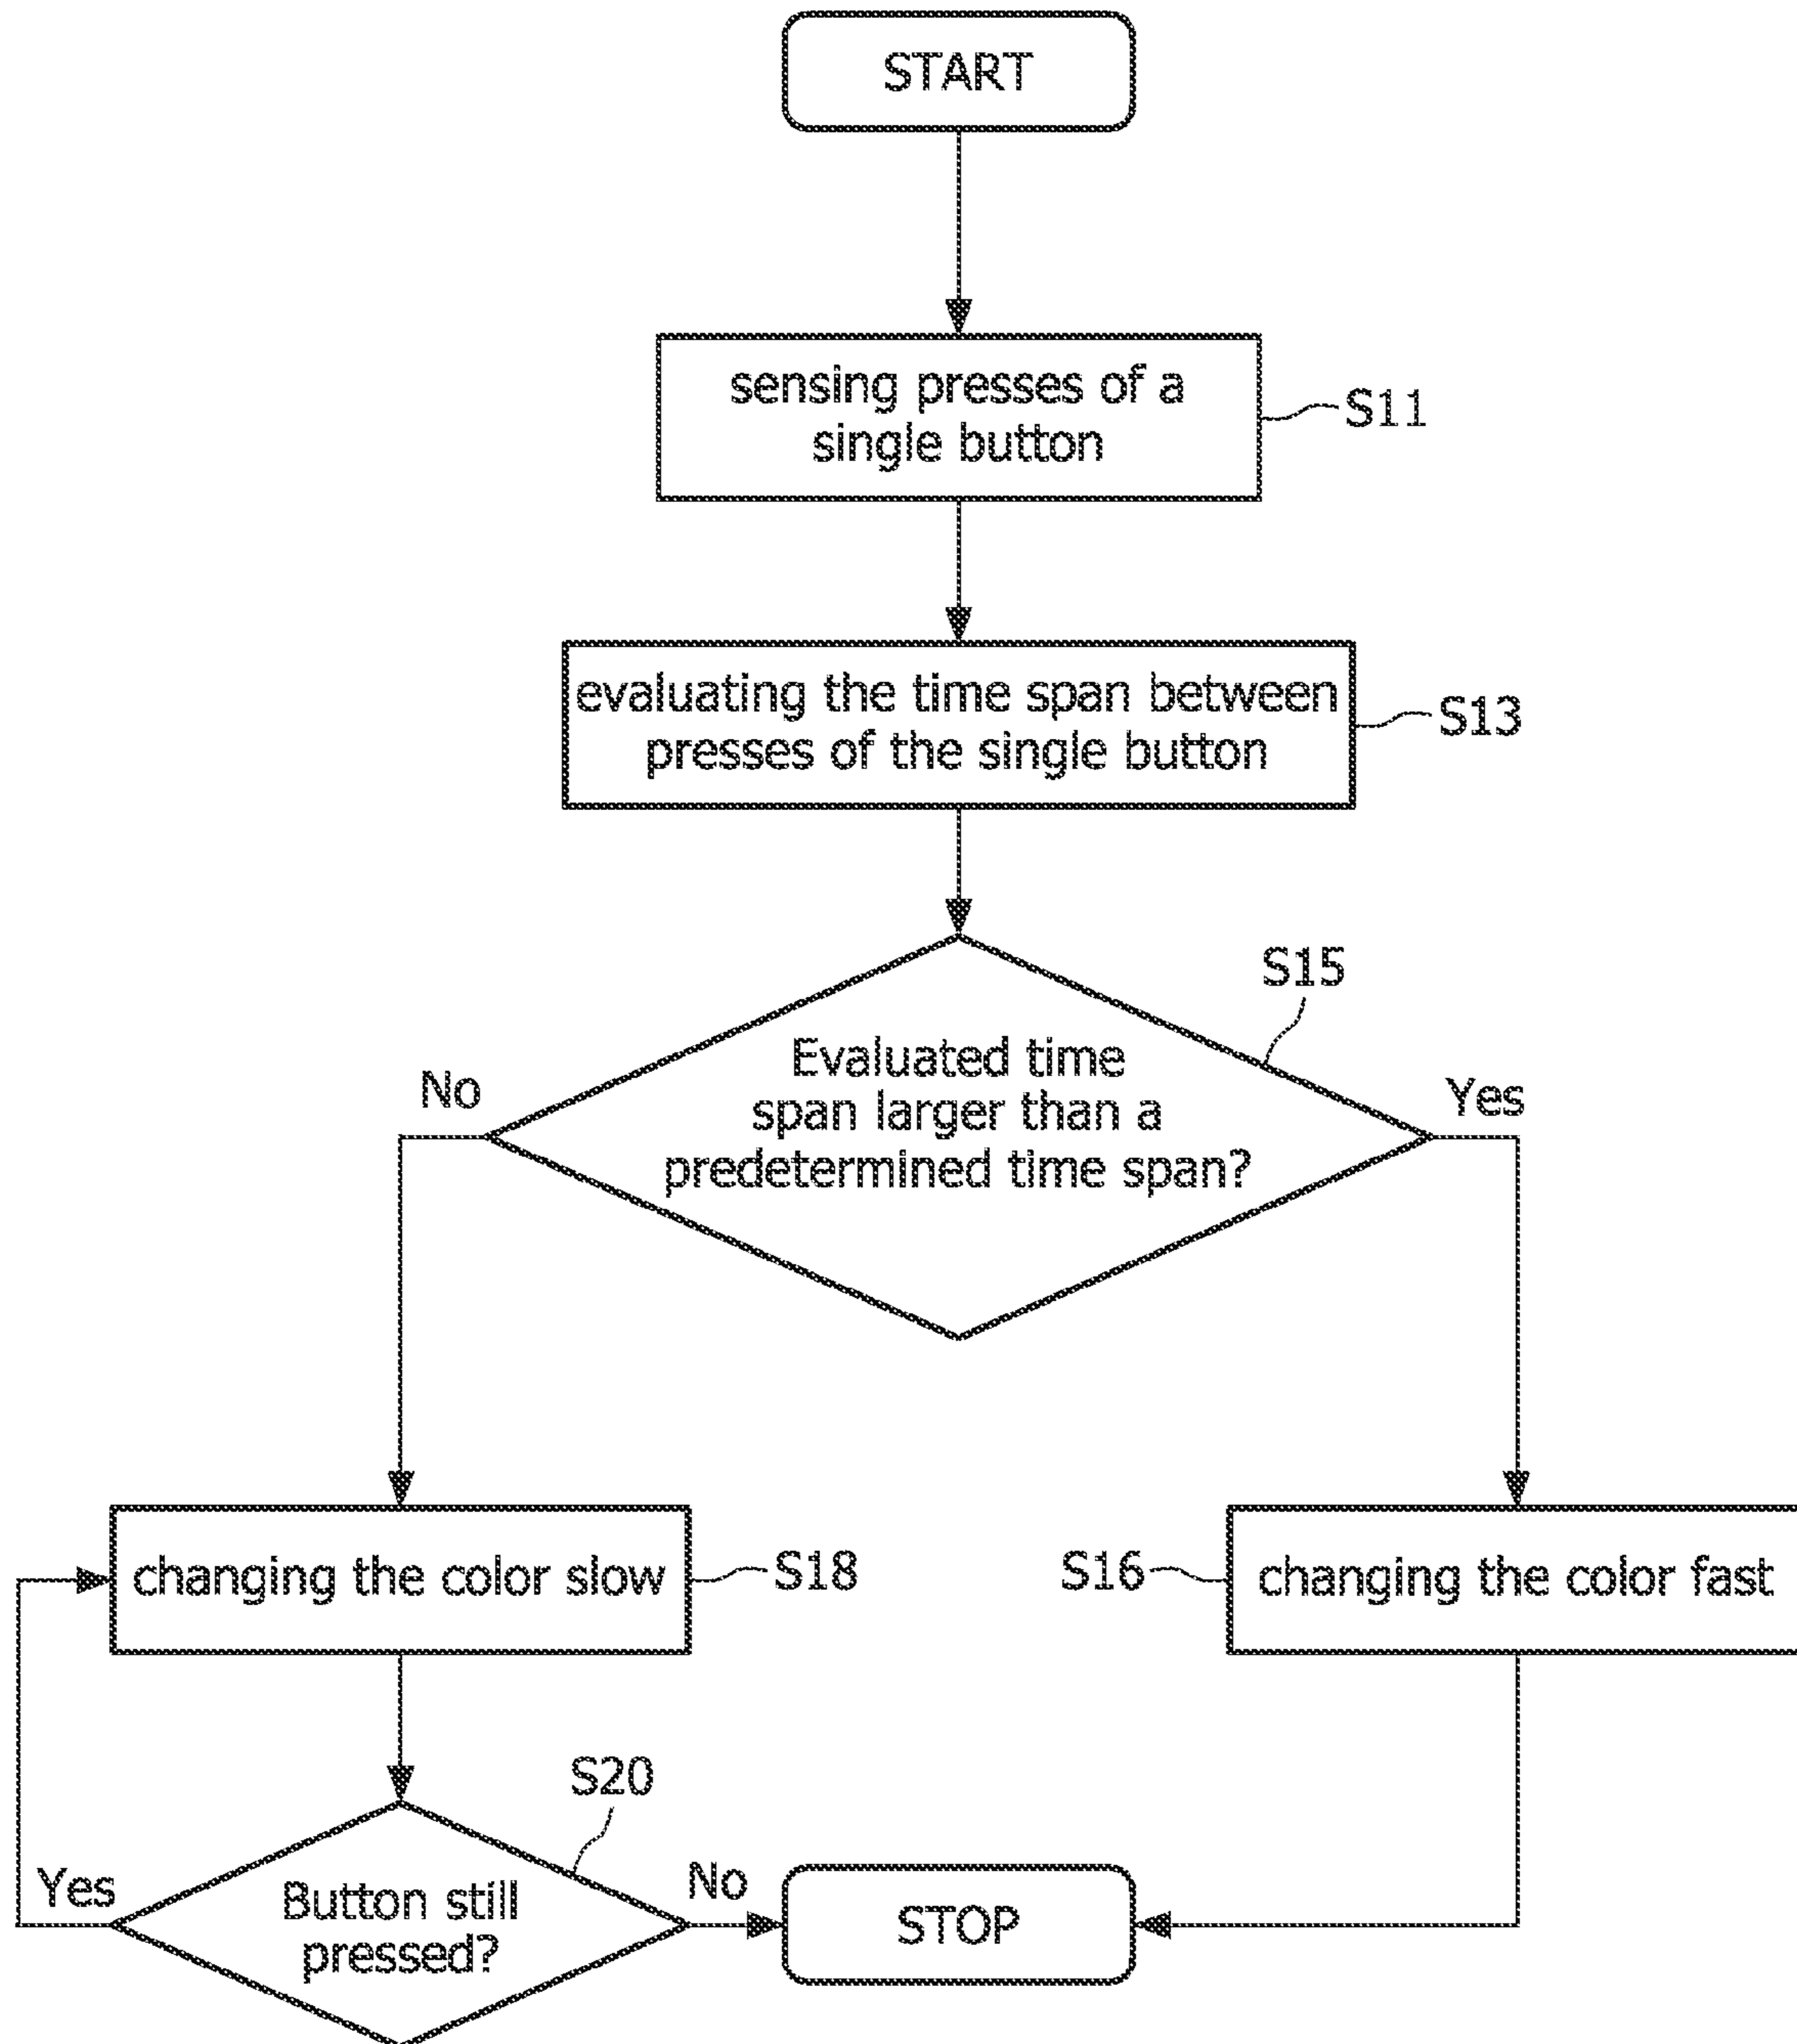 START
sensing presses of a
single button
S11
evaluating the time span between
presses of the single button
S13
S15
Evaluated time
span larger than a
predetermined time span?
No
Yes
changing the color slow
S18
S16
changing the color fast
S20
Yes
Button still
pressed?
No
STOP